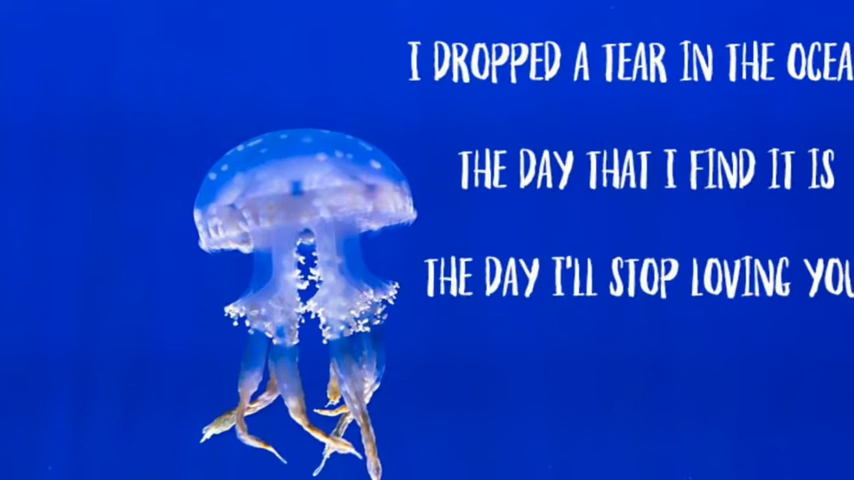 I DROPPED A TEAR IN THE OCEA
THE DAY THAT I FIND IT IS
THE DAY I'LL STOP LOVING YOU